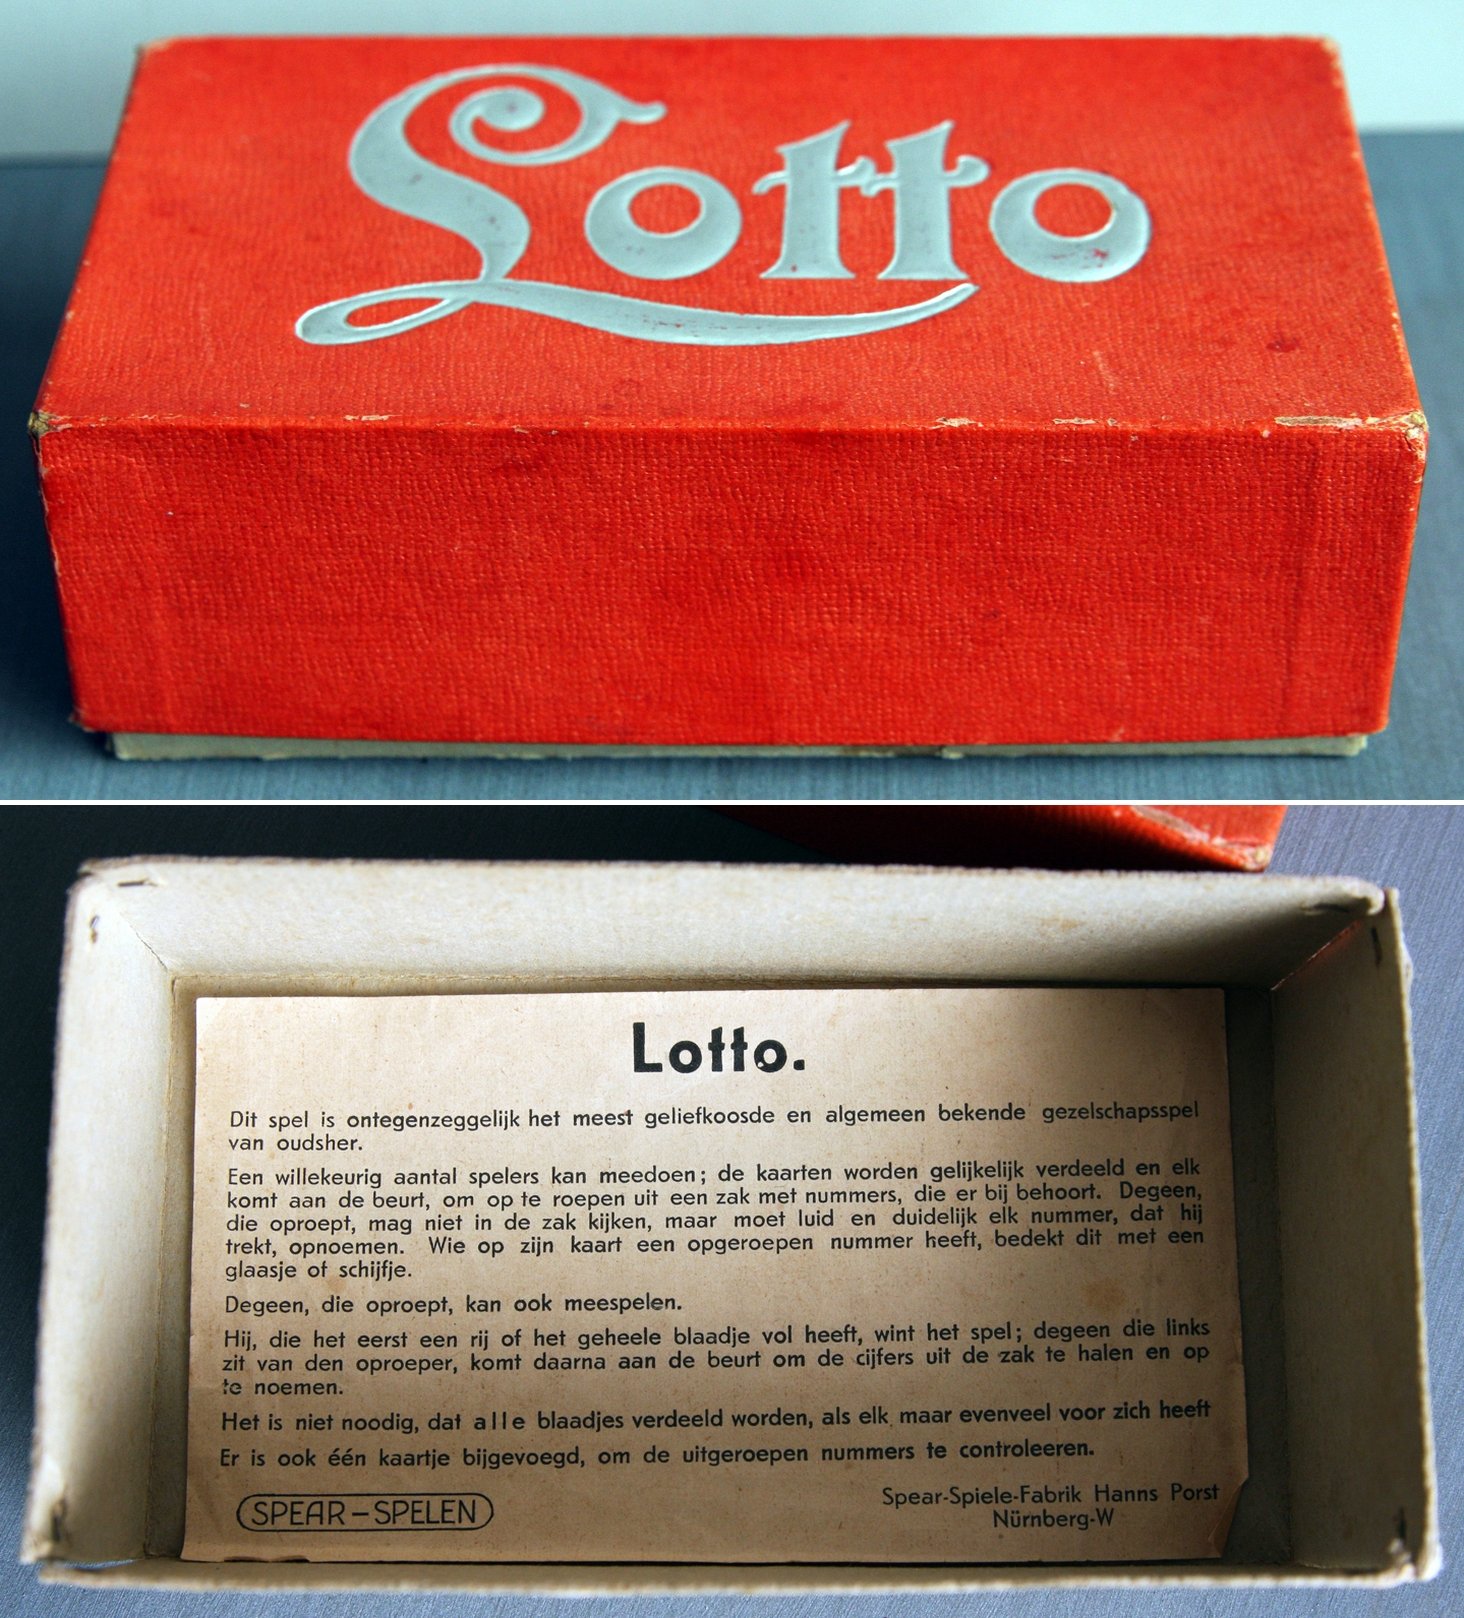 Lotto
Lotto.
Dit spel is ontegenzeggelijk het meest geliefkoosde en algemeen bekende gezelschapsspel
van oudsher.
Een willekeurig aantal spelers kan meedoen; de kaarten worden gelijkelijk verdeeld en elk
komt aan de beurt, om op te roepen uit een zak met nummers, die er bij behoort. Degeen,
die oproept, mag niet in de zak kijken, maar moet luid en duidelijk elk nummer, dat hij
trekt, opnoemen. Wie op zijn kaart een opgeroepen nummer heeft, bedekt dit met een
glaasje of schijfje.
Degeen, die oproept, kan ook meespelen.
Hij, die het eerst een rij of het geheele blaadje vol heeft, wint het spel; degeen die links
zit van den oproeper, komt daarna aan de beurt om de cijfers uit de zak te halen en op
te noemen.
Het is niet noodig, dat alle blaadjes verdeeld worden, als elk maar evenveel voor zich heeft
Er is ook één kaartje bijgevoegd, om de uitgeroepen nummers te controleeren.
SPEAR-SPELEN
Spear-Spiele-Fabrik Hanns Porst
Nürnberg-W